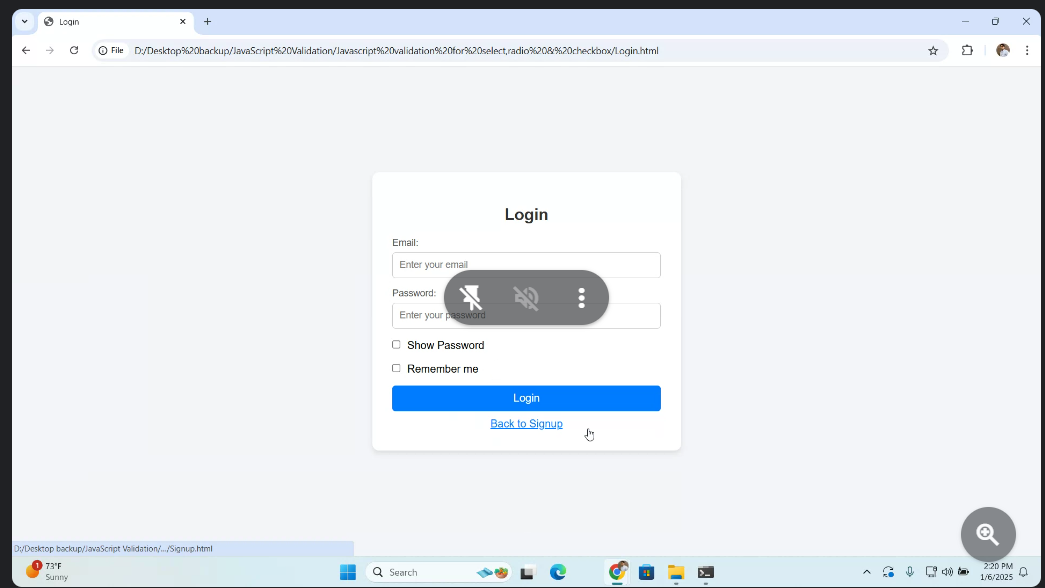 Login
File
D:/Desktop%20backup/JavaScript%20Validation/Javascript%20validation%20for%20select,radio%20&%20checkbox/Login.html
Login
Email:
Enter your email
Password:
Enter your password
Show Password
Remember me
Login
Back to Signup
D:/Desktop backup/JavaScript Validation/.../Signup.html
1
73°F
Sunny
Search
2:20 PM
1/6/2025